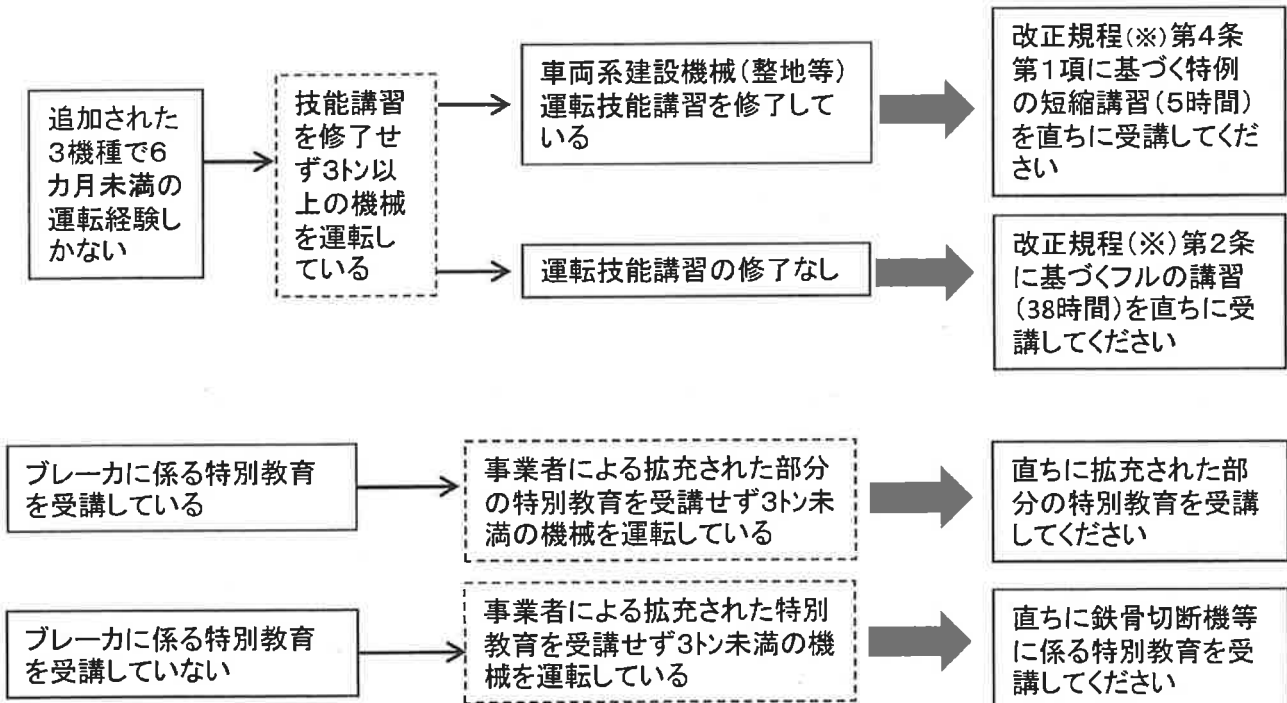 追加された
3機種で6
カ月未満の
運転経験し
かない
技能講習
を修了せ
ず3トン以
上の機械
を運転し
ている
車両系建設機械(整地等)
運転技能講習を修了して
いる
改正規程(※)第4条
第1項に基づく特例
の短縮講習(5時間)
を直ちに受講してくだ
さい
運転技能講習の修了なし
改正規程(※)第2条
に基づくフルの講習
(38時間)を直ちに受
講してください
ブレーカに係る特別教育
を受講している
事業者による拡充された部分
の特別教育を受講せず3トン未
満の機械を運転している
直ちに拡充された部
分の特別教育を受講
してください
ブレーカに係る特別教育
を受講していない
事業者による拡充された特別
教育を受講せず3トン未満の機
械を運転している
直ちに鉄骨切断機等
に係る特別教育を受
講してください